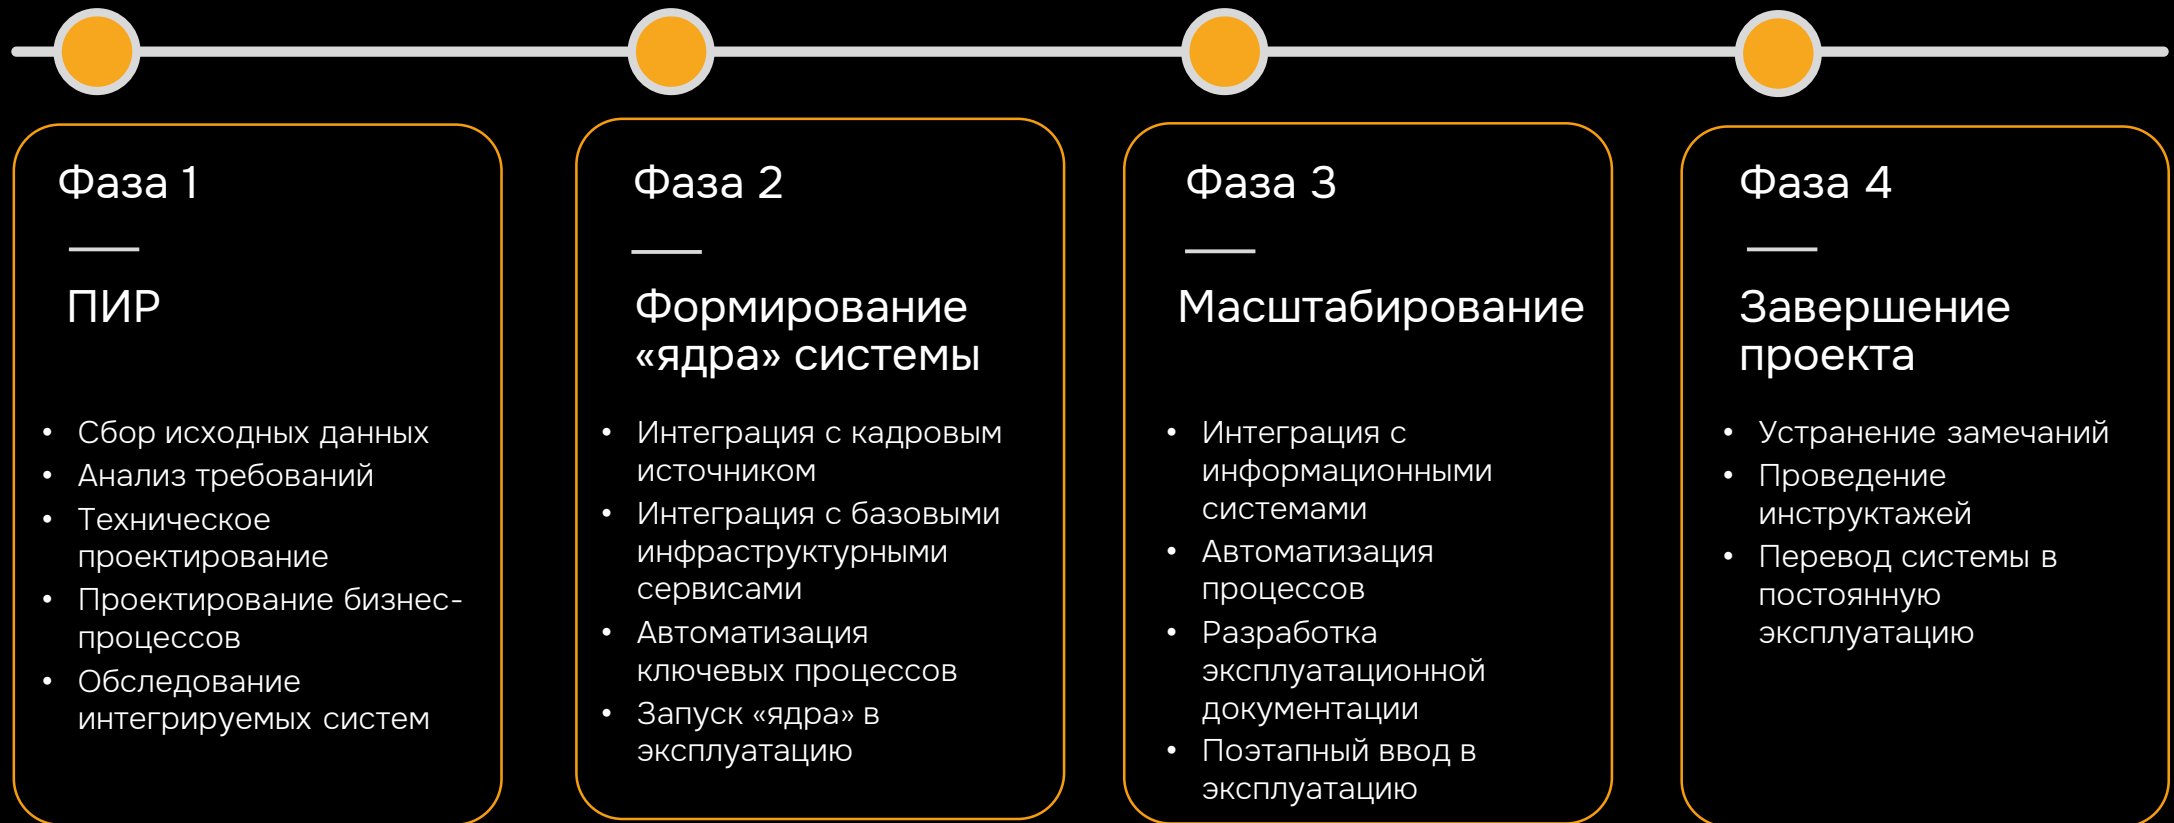 Фаза 1
ПИР
• Сбор исходных данных
• Анализ требований
• Техническое
проектирование
• Проектирование бизнес-
процессов
• Обследование
интегрируемых систем
Фаза 2
Формирование
«ядра» системы
• Интеграция с кадровым
источником
• Интеграция с базовыми
инфраструктурными
сервисами
• Автоматизация
ключевых процессов
• Запуск «ядра» в
эксплуатацию
Фаза 3
Масштабирование
• Интеграция с
информационными
системами
• Автоматизация
процессов
• Разработка
эксплуатационной
документации
• Поэтапный ввод в
эксплуатацию
Фаза 4
Завершение
проекта
• Устранение замечаний
• Проведение
инструктажей
• Перевод системы в
постоянную
эксплуатацию